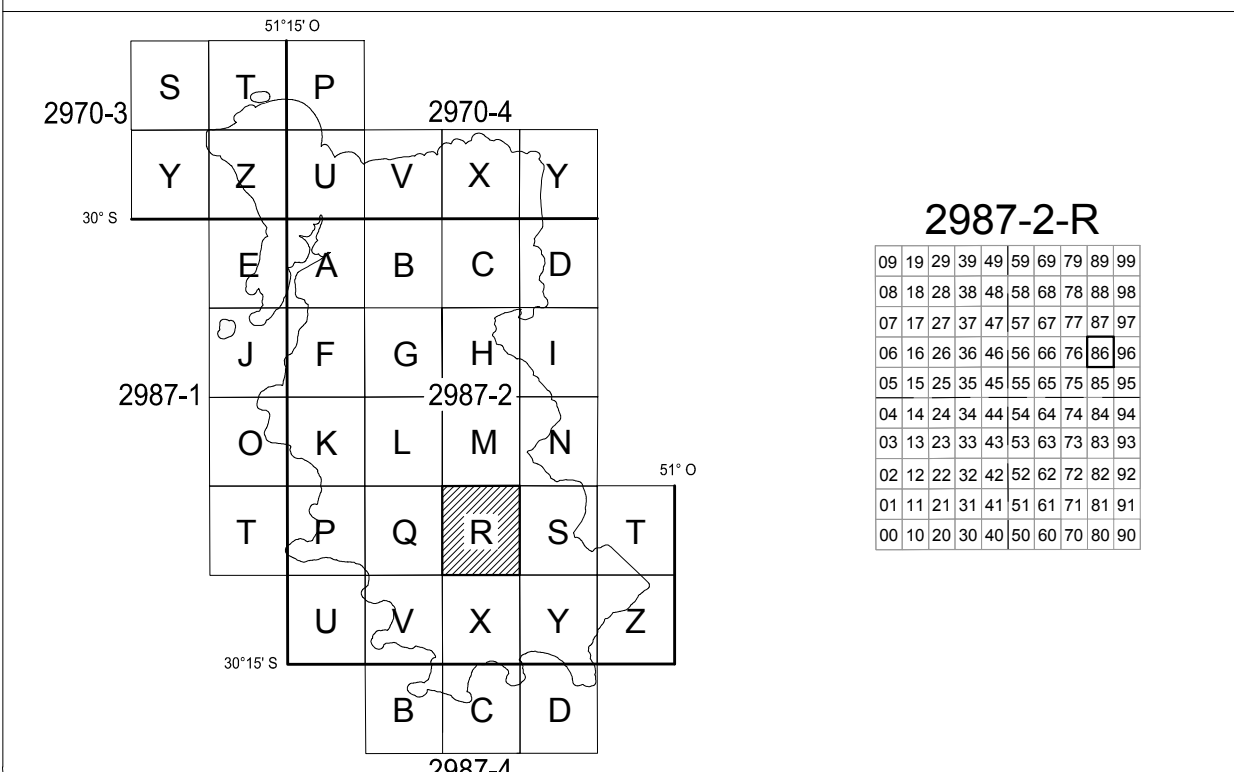 51°15' O
S T P
2970-3 2970-4
Y Z U V X Y
30° S
E A B C D
J F G H I
2987-1 2987-2
O K L M N
51° O
T P Q R S T
U V X Y Z
30°15' S
B C D
2987-4
2987-2-R
09 19 29 39 49 59 69 79 89 99
08 18 28 38 48 58 68 78 88 98
07 17 27 37 47 57 67 77 87 97
06 16 26 36 46 56 66 76 86 96
05 15 25 35 45 55 65 75 85 95
04 14 24 34 44 54 64 74 84 94
03 13 23 33 43 53 63 73 83 93
02 12 22 32 42 52 62 72 82 92
01 11 21 31 41 51 61 71 81 91
00 10 20 30 40 50 60 70 80 90